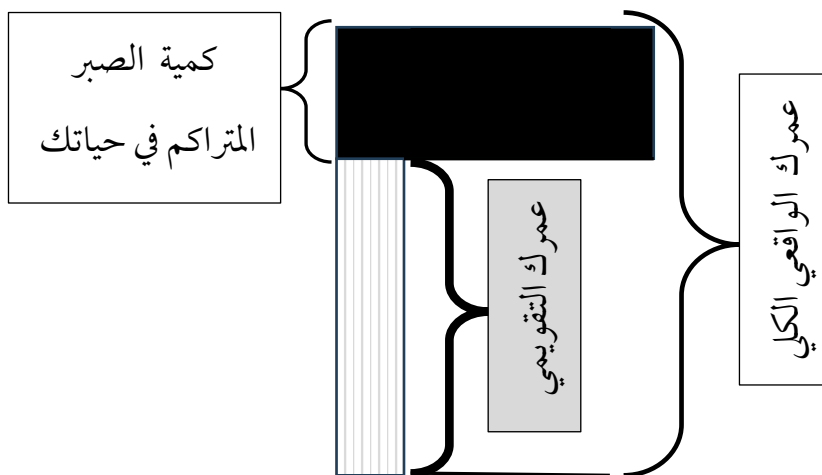 كمية الصبر
المتراكم في حياتك
عمرك التقويمي
عمرك الواقعي الكلي